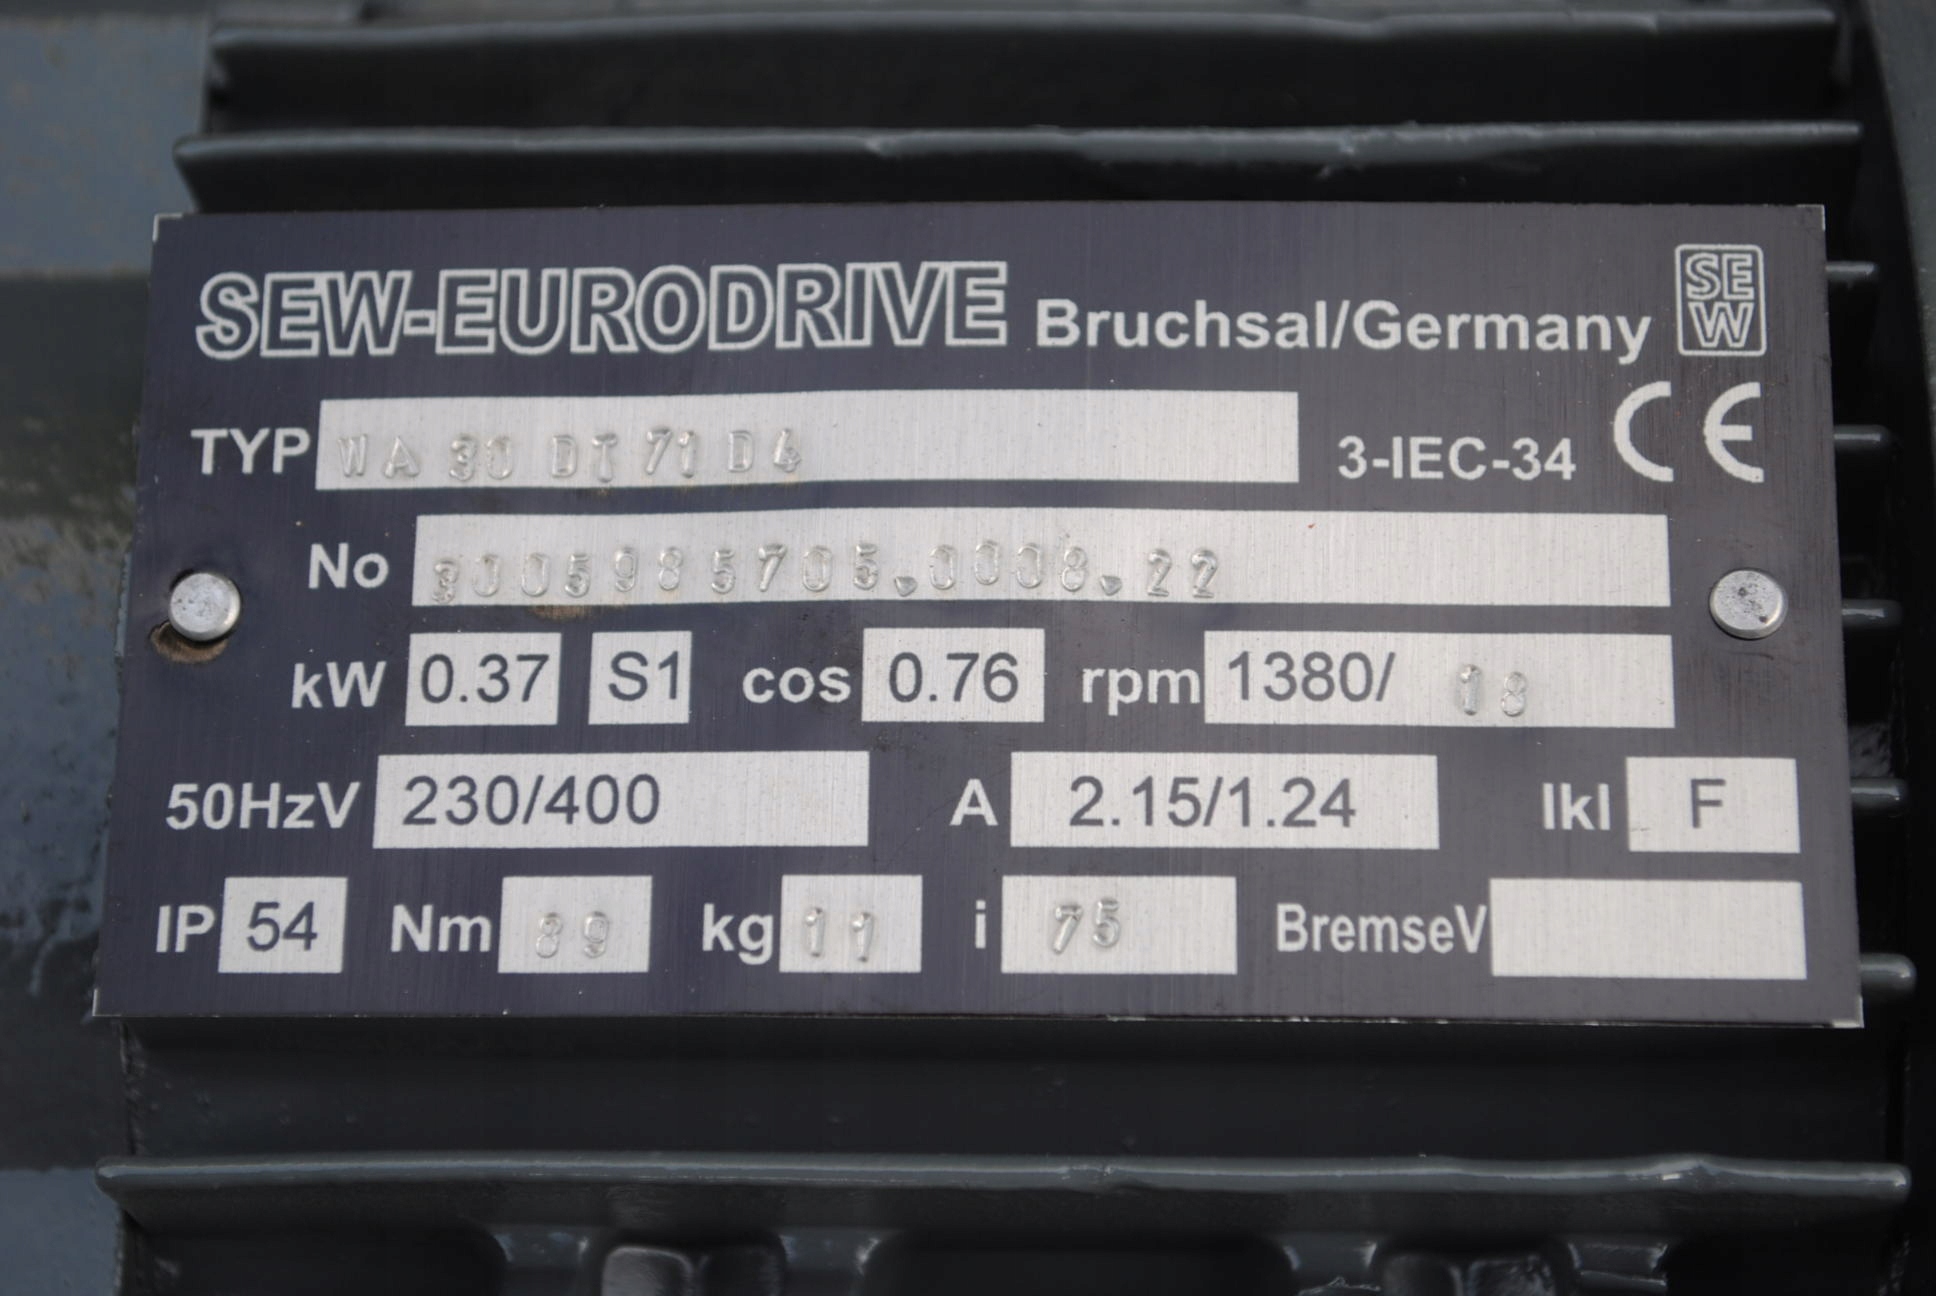 SEW-EURODRIVE Bruchsal/Germany SEW
TYP WA 30 DT 71 D4 3-IEC-34 CE
No 3005985705.0008.22
kW 0.37 S1 cos 0.76 rpm 1380/ 18
50HzV 230/400 A 2.15/1.24 Ikl F
IP 54 Nm 89 kg 11 i 75 BremseV